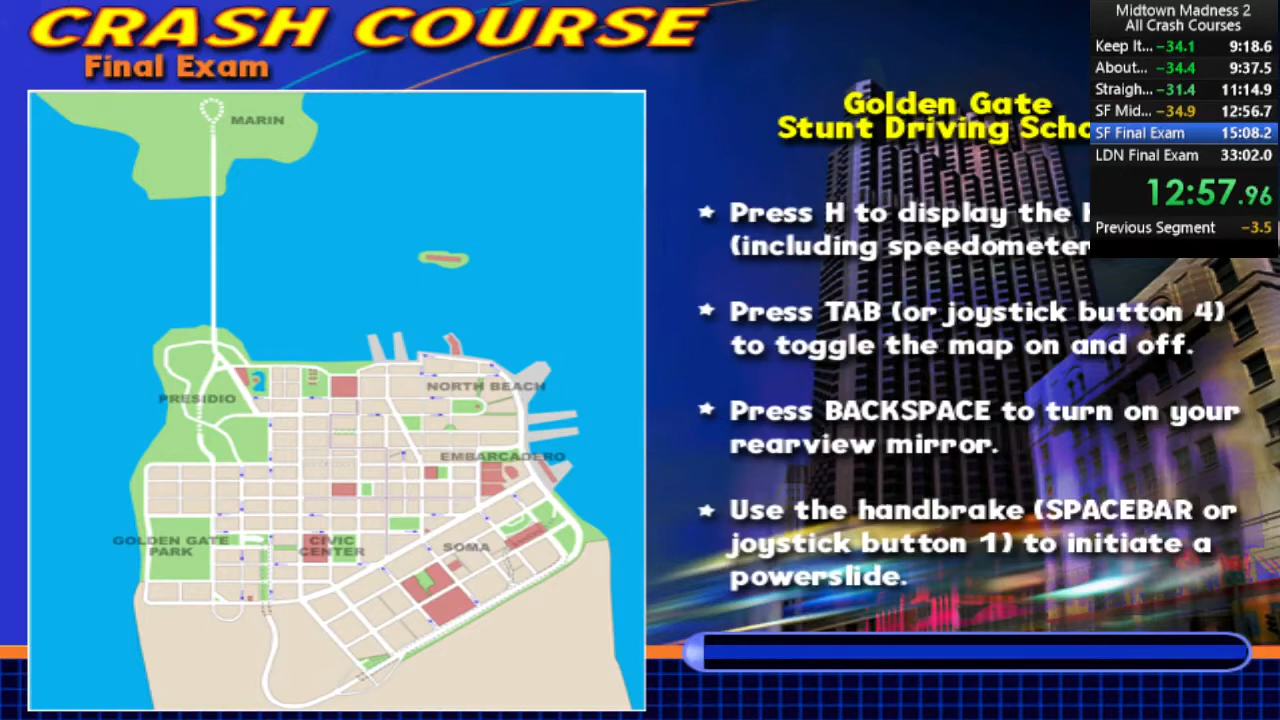 CRASH COURSE
Final Exam
MARIN
PRESIDIO
NORTH BEACH
EMBARCADERO
GOLDEN GATE
PARK
CIVIC
CENTER
SOMA
Golden Gate
Stunt Driving Scho
Press H to display the
(including speedometer
Press TAB (or joystick button 4)
to toggle the map on and off.
Press BACKSPACE to turn on your
rearview mirror.
Use the handbrake (SPACEBAR or
joystick button 1) to initiate a
powerslide.
Midtown Madness 2
All Crash Courses
Keep It... -34.1 9:18.6
About... -34.4 9:37.5
Straigh... -31.4 11:14.9
SF Mid... -34.9 12:56.7
SF Final Exam 15:08.2
LDN Final Exam 33:02.0
12:57.96
Previous Segment -3.5